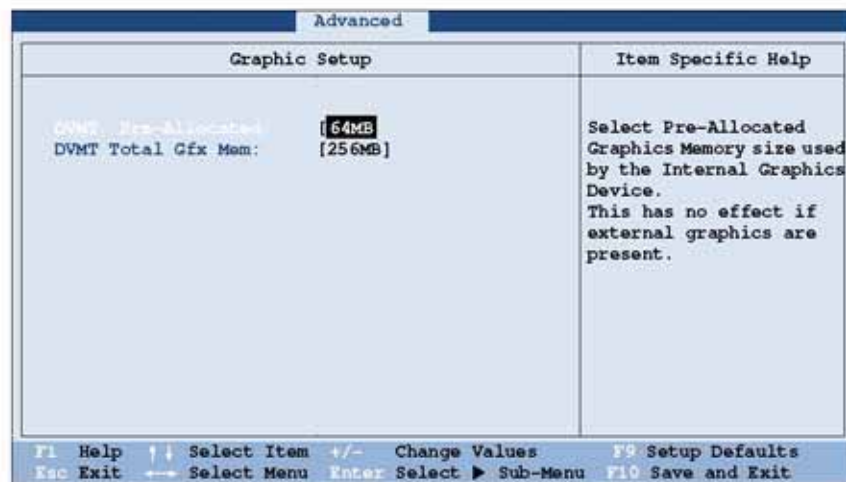 Advanced
Graphic Setup
Item Specific Help
DVMT Pre-Allocated [64MB
DVMT Total Gfx Mem: [256MB]
Select Pre-Allocated
Graphics Memory size used
by the Internal Graphics
Device.
This has no effect if
external graphics are
present.
F1 Help ↑↓ Select Item +/- Change Values F9 Setup Defaults
Esc Exit ←→ Select Menu Enter Select ▶ Sub-Menu F10 Save and Exit